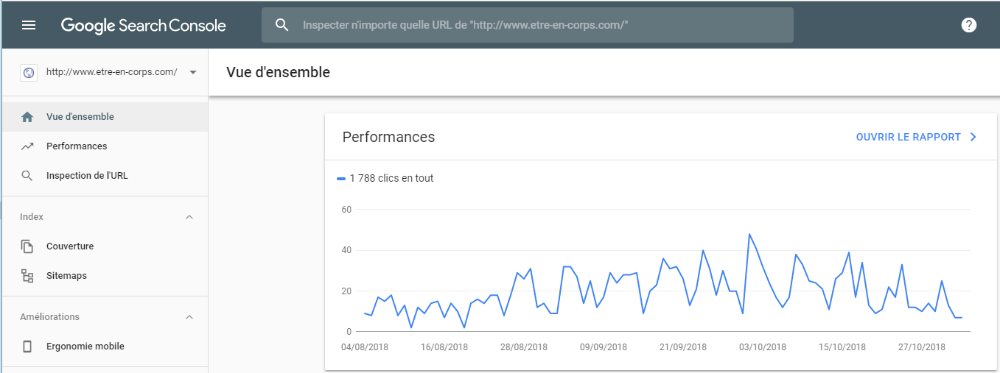 Google Search Console
Inspecter n'importe quelle URL de "http://www.etre-en-corps.com/"
?
http://www.etre-en-corps.com/
Vue d'ensemble
Vue d'ensemble
Performances
Inspection de l'URL
Index
Couverture
Sitemaps
Améliorations
Ergonomie mobile
Performances
OUVRIR LE RAPPORT
1 788 clics en tout
60
40
20
0
04/08/2018 16/08/2018 28/08/2018 09/09/2018 21/09/2018 03/10/2018 15/10/2018 27/10/2018